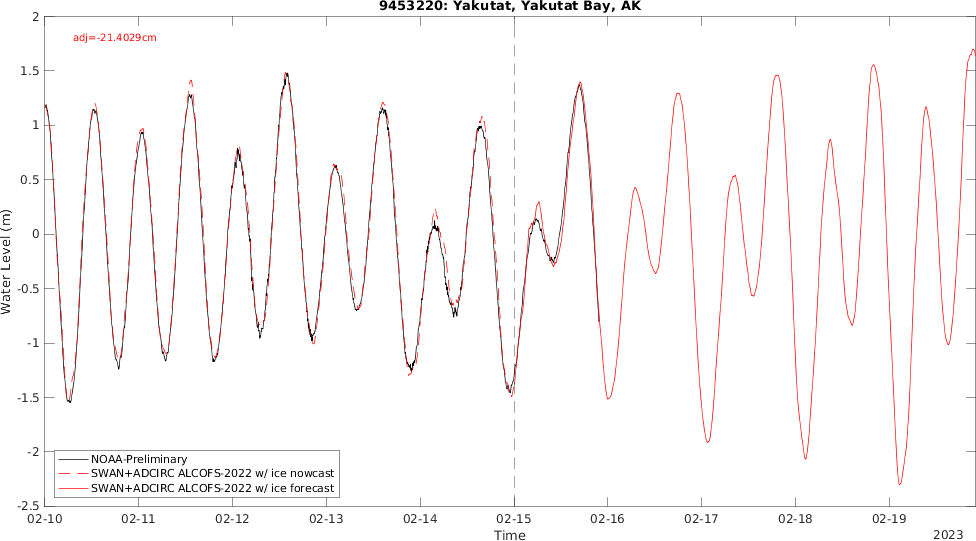 9453220: Yakutat, Yakutat Bay, AK
adj=-21.4029cm
Water Level (m)
2
1.5
1
0.5
0
-0.5
-1
-1.5
-2
-2.5
NOAA-Preliminary
SWAN+ADCIRC ALCOFS-2022 w/ ice nowcast
SWAN+ADCIRC ALCOFS-2022 w/ ice forecast
02-10 02-11 02-12 02-13 02-14 02-15 02-16 02-17 02-18 02-19
Time
2023